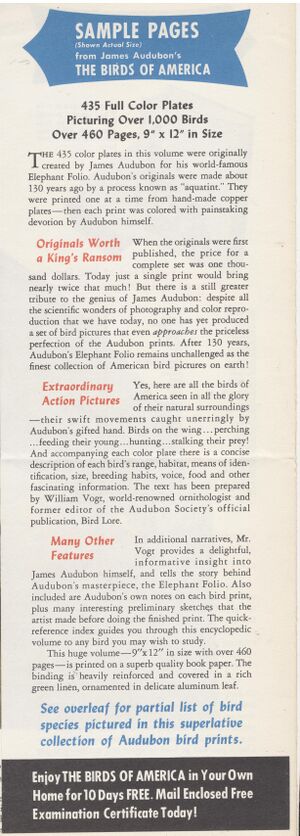 SAMPLE PAGES
(Shown Actual Size)
from James Audubon's
THE BIRDS OF AMERICA
435 Full Color Plates
Picturing Over 1,000 Birds
Over 460 Pages, 9" x 12" in Size
THE 435 color plates in this volume were originally
created by James Audubon for his world-famous
Elephant Folio. Audubon's originals were made about
130 years ago by a process known as "aquatint." They
were printed one at a time from hand-made copper
plates—then each print was colored with painstaking
devotion by Audubon himself.
Originals Worth
a King's Ransom
When the originals were first
published, the price for a
complete set was one thou-
sand dollars. Today just a single print would bring
nearly twice that much! But there is a still greater
tribute to the genius of James Audubon: despite all
the scientific wonders of photography and color repro-
duction that we have today, no one has yet produced
a set of bird pictures that even approaches the priceless
perfection of the Audubon prints. After 130 years,
Audubon's Elephant Folio remains unchallenged as the
finest collection of American bird pictures on earth!
Extraordinary
Action Pictures
Yes, here are all the birds of
America seen in all the glory
of their natural surroundings
—their swift movements caught unerringly by
Audubon's gifted hand. Birds on the wing...perching
...feeding their young...hunting...stalking their prey!
And accompanying each color plate there is a concise
description of each bird's range, habitat, means of iden-
tification, size, breeding habits, voice, food and other
fascinating information. The text has been prepared
by William Vogt, world-renowned ornithologist and
former editor of the Audubon Society's official
publication, Bird Lore.
Many Other
Features
In additional narratives, Mr.
Vogt provides a delightful,
informative insight into
James Audubon himself, and tells the story behind
Audubon's masterpiece, the Elephant Folio. Also
included are Audubon's own notes on each bird print,
plus many interesting preliminary sketches that the
artist made before doing the finished print. The quick-
reference index guides you through this encyclopedic
volume to any bird you may wish to study.
This huge volume—9"x12" in size with over 460
pages—is printed on a superb quality book paper. The
binding is heavily reinforced and covered in a rich
green linen, ornamented in delicate aluminum leaf.
See overleaf for partial list of bird
species pictured in this superlative
collection of Audubon bird prints.
Enjoy THE BIRDS OF AMERICA in Your Own
Home for 10 Days FREE. Mail Enclosed Free
Examination Certificate Today!